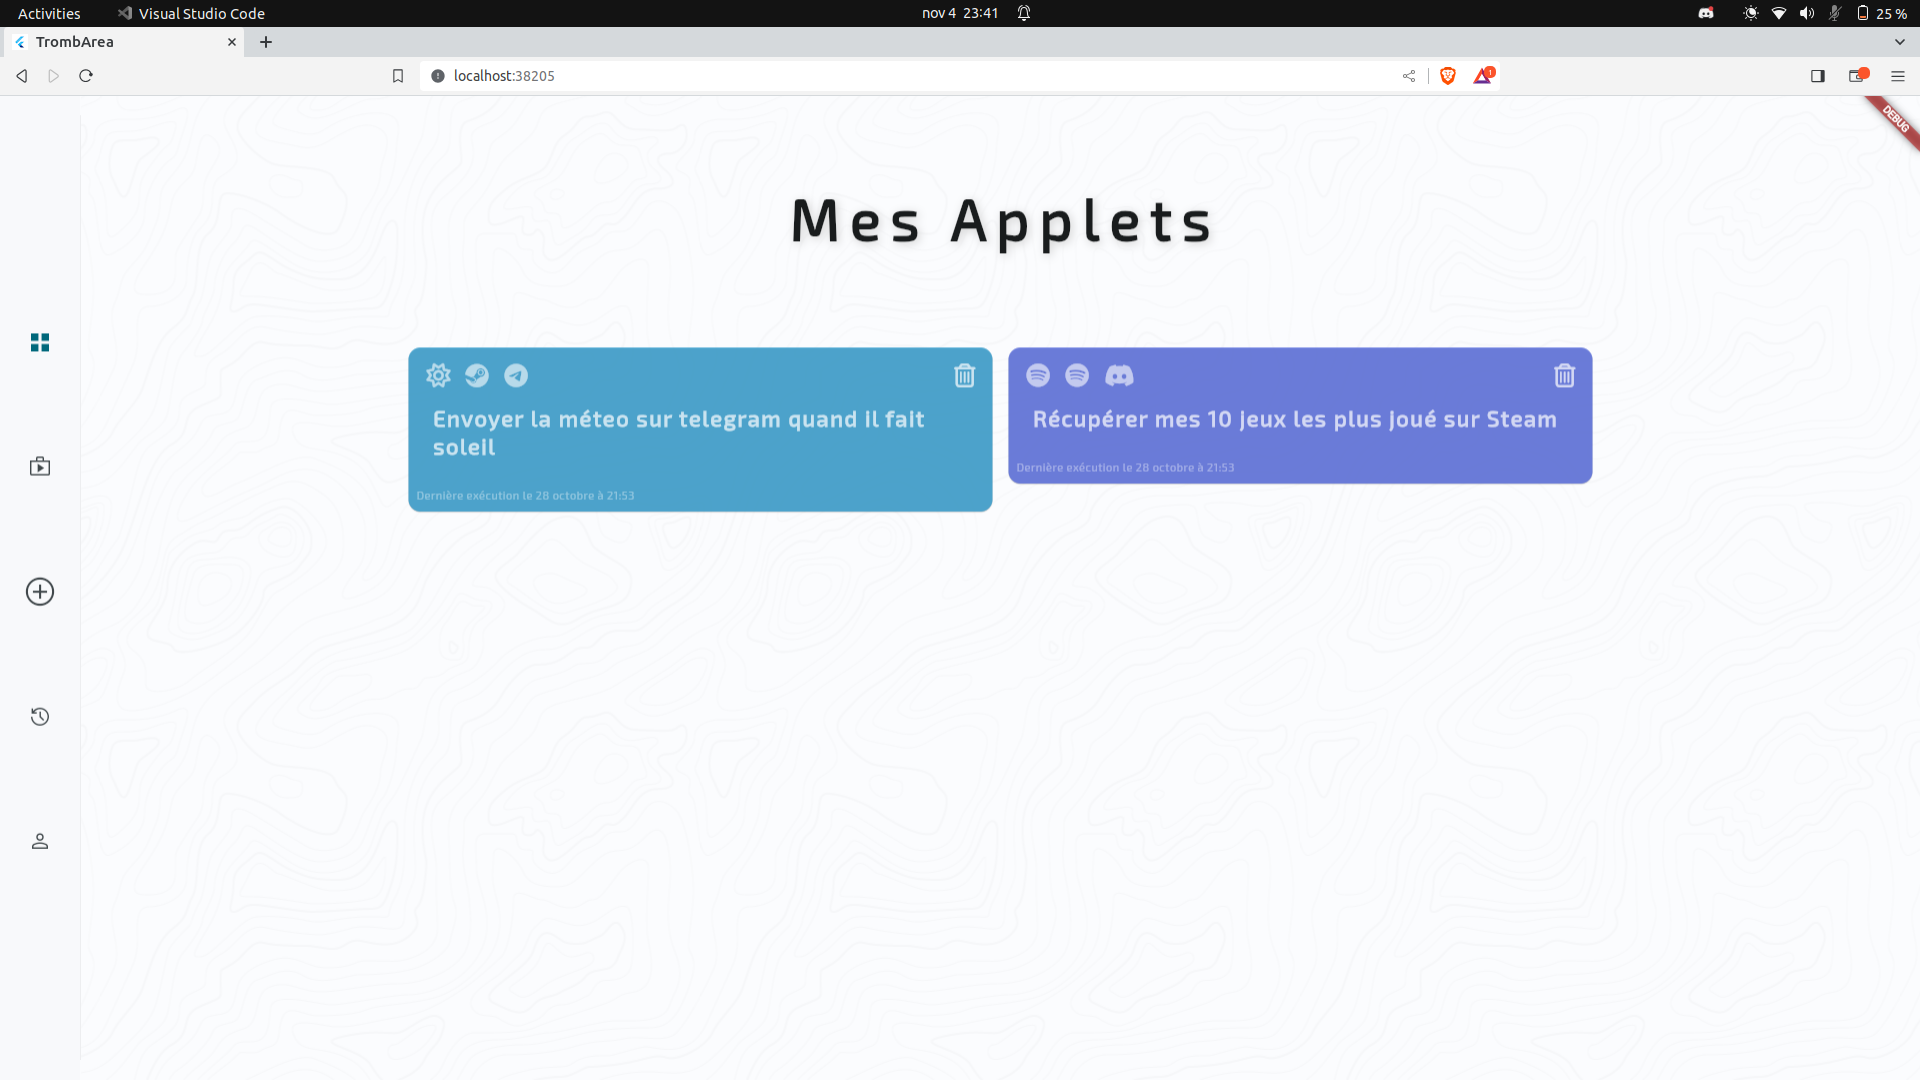 Activities
Visual Studio Code
nov 4 23:41
25 %
TrombArea
localhost:38205
1
DEBUG
Mes Applets
Envoyer la méteo sur telegram quand il fait
soleil
Dernière exécution le 28 octobre à 21:53
Récupérer mes 10 jeux les plus joué sur Steam
Dernière exécution le 28 octobre à 21:53